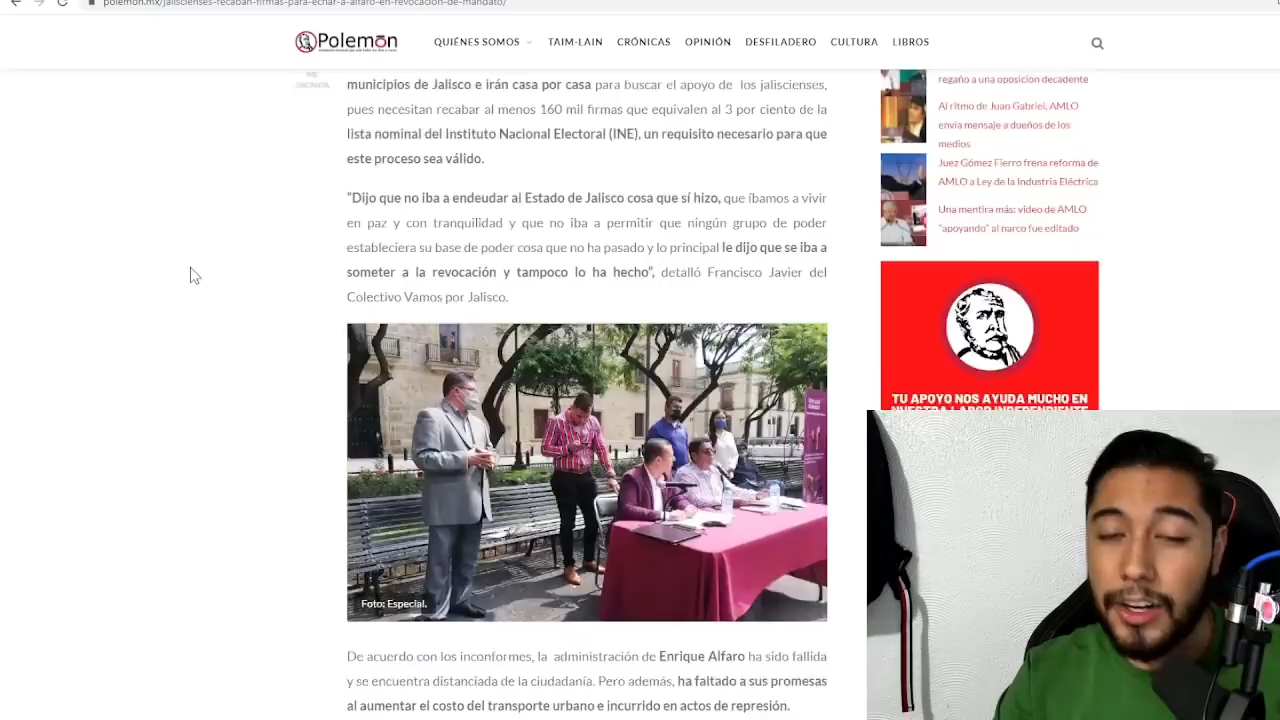 polemon.mx/jaliscienses-recaban-firmas-para-echar-a-alfaro-en-revocacion-de-mandato/
Polemón
QUIÉNES SOMOS
TAIM-LAIN
CRÓNICAS
OPINIÓN
DESFILADERO
CULTURA
LIBROS
ME
ENCANTA
municipios de Jalisco e irán casa por casa para buscar el apoyo de los jaliscienses,
pues necesitan recabar al menos 160 mil firmas que equivalen al 3 por ciento de la
lista nominal del Instituto Nacional Electoral (INE), un requisito necesario para que
este proceso sea válido.
"Dijo que no iba a endeudar al Estado de Jalisco cosa que sí hizo, que íbamos a vivir
en paz y con tranquilidad y que no iba a permitir que ningún grupo de poder
estableciera su base de poder cosa que no ha pasado y lo principal le dijo que se iba a
someter a la revocación y tampoco lo ha hecho", detalló Francisco Javier del
Colectivo Vamos por Jalisco.
Foto: Especial.
De acuerdo con los inconformes, la administración de Enrique Alfaro ha sido fallida
y se encuentra distanciada de la ciudadanía. Pero además, ha faltado a sus promesas
al aumentar el costo del transporte urbano e incurrido en actos de represión.
regaño a una oposición decadente
Al ritmo de Juan Gabriel, AMLO
envía mensaje a dueños de los
medios
Juez Gómez Fierro frena reforma de
AMLO a Ley de la Industria Eléctrica
Una mentira más: video de AMLO
"apoyando" al narco fue editado
TU APOYO NOS AYUDA MUCHO EN
NUESTRA LABOR INDEPENDIENTE